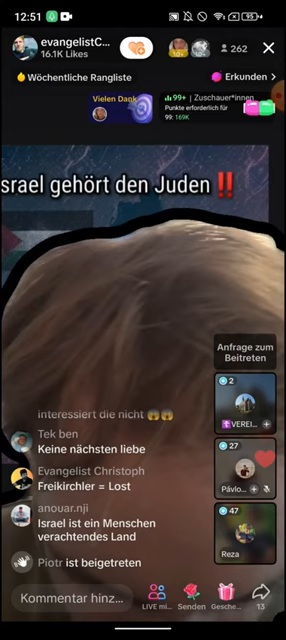 12:51
95
evangelistC...
16.1K Likes
262
Wöchentliche Rangliste
Erkunden >
Vielen Dank
99+ | Zuschauer*innen
Punkte erforderlich für
99: 169K
srael gehört den Juden ‼️
Anfrage zum
Beitreten
2
VEREI...
interessiert die nicht 😱😱
Tek ben
Keine nächsten liebe
27
Pávlo...
Evangelist Christoph
Freikirchler = Lost
anouar.nji
Israel ist ein Menschen
verachtendes Land
47
Reza
Piotr ist beigetreten
Kommentar hinz...
LIVE mi...
Senden
Gesche...
13